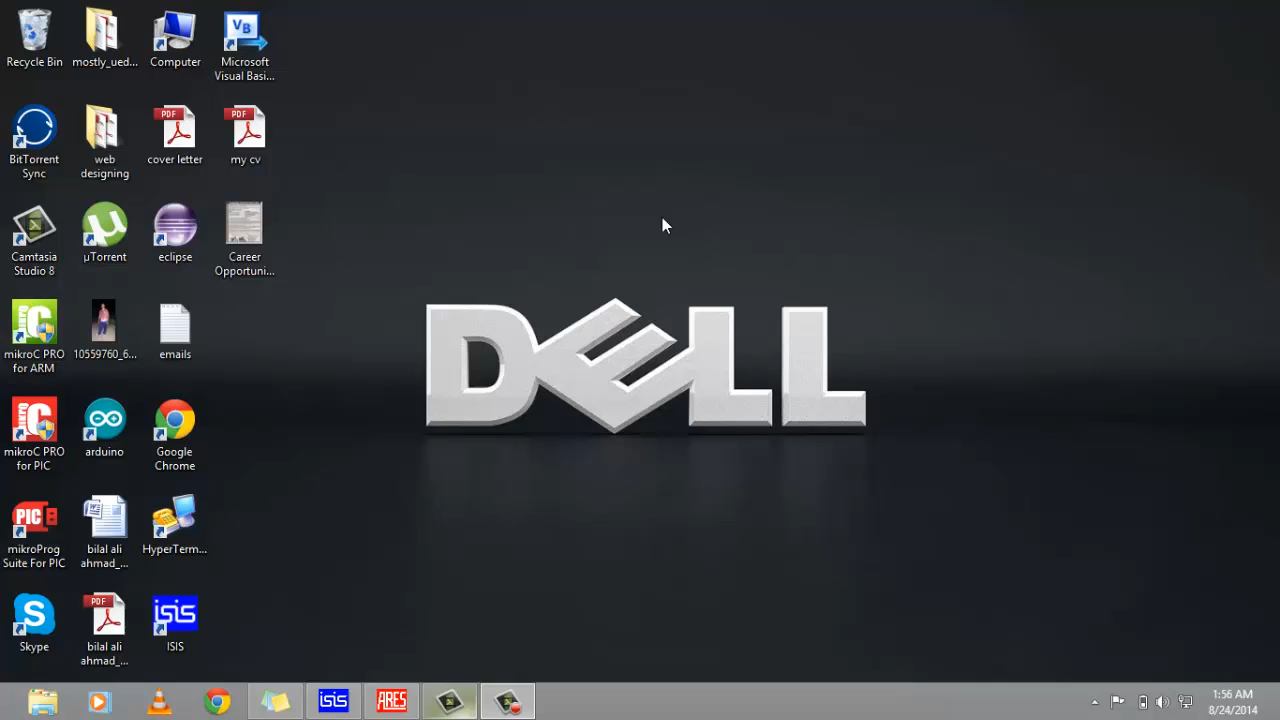 Recycle Bin
mostly_ued...
Computer
Microsoft
Visual Basi...
BitTorrent
Sync
web
designing
cover letter
my cv
Camtasia
Studio 8
µTorrent
eclipse
Career
Opportuni...
mikroC PRO
for ARM
10559760_6...
emails
mikroC PRO
for PIC
arduino
Google
Chrome
mikroProg
Suite For PIC
bilal ali
ahmad_...
HyperTerm...
Skype
bilal ali
ahmad_...
ISIS
VB
PDF
PDF
PIC
PDF
isis
DELL
isis
ARES
1:56 AM
8/24/2014